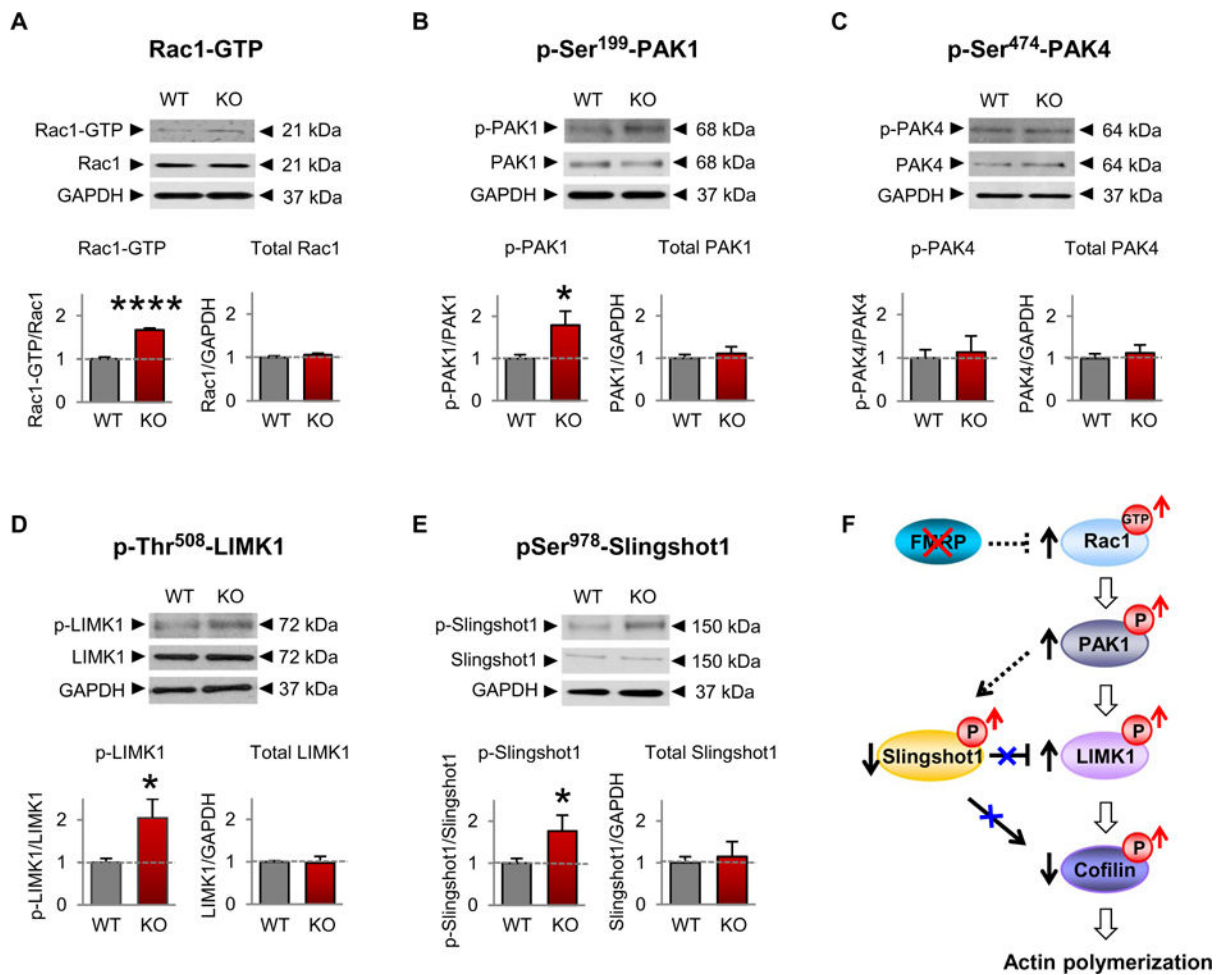 A
Rac1-GTP
WT KO
Rac1-GTP 21 kDa
Rac1 21 kDa
GAPDH 37 kDa
Rac1-GTP
Rac1-GTP/Rac1
2
1
0
****
WT KO
Total Rac1
Rac1/GAPDH
2
1
0
WT KO
B
p-Ser199-PAK1
WT KO
p-PAK1 68 kDa
PAK1 68 kDa
GAPDH 37 kDa
p-PAK1
p-PAK1/PAK1
2
1
0
*
WT KO
Total PAK1
PAK1/GAPDH
2
1
0
WT KO
C
p-Ser474-PAK4
WT KO
p-PAK4 64 kDa
PAK4 64 kDa
GAPDH 37 kDa
p-PAK4
p-PAK4/PAK4
2
1
0
WT KO
Total PAK4
PAK4/GAPDH
2
1
0
WT KO
D
p-Thr508-LIMK1
WT KO
p-LIMK1 72 kDa
LIMK1 72 kDa
GAPDH 37 kDa
p-LIMK1
p-LIMK1/LIMK1
2
1
0
*
WT KO
Total LIMK1
LIMK1/GAPDH
2
1
0
WT KO
E
pSer978-Slingshot1
WT KO
p-Slingshot1 150 kDa
Slingshot1 150 kDa
GAPDH 37 kDa
p-Slingshot1
p-Slingshot1/Slingshot1
2
1
0
*
WT KO
Total Slingshot1
Slingshot1/GAPDH
2
1
0
WT KO
F
FMRP
GTP
Rac1
P
PAK1
P
Slingshot1
P
LIMK1
P
Cofilin
Actin polymerization